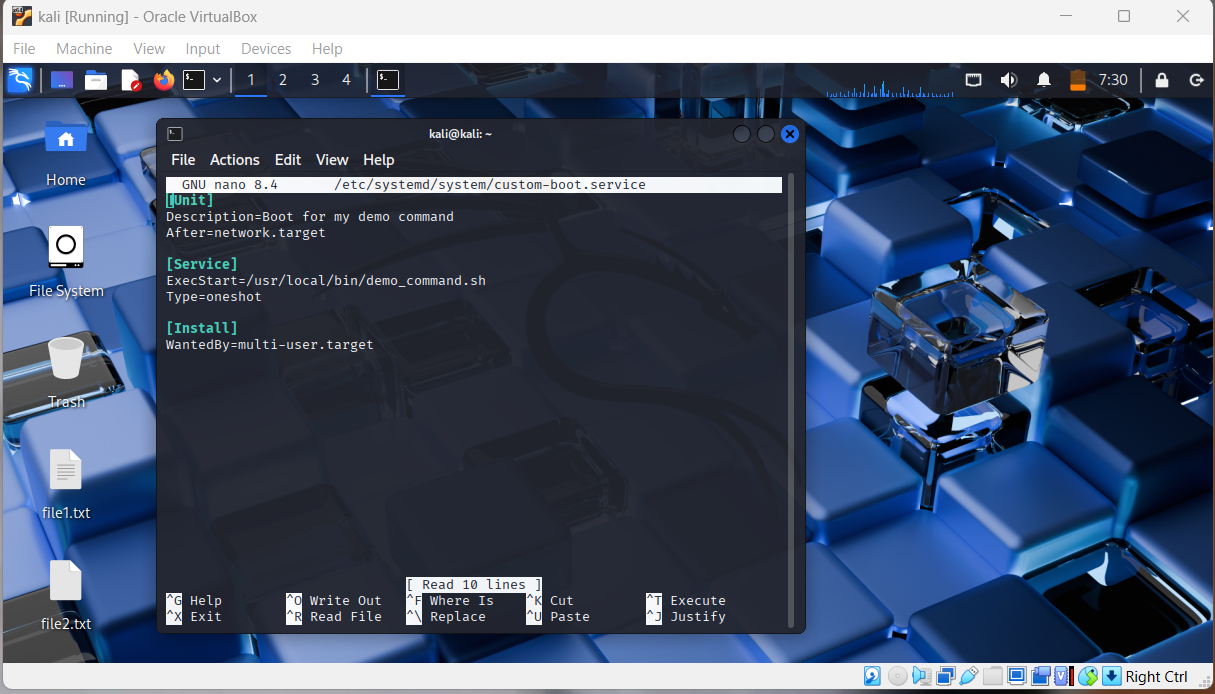 kali [Running] - Oracle VirtualBox
File Machine View Input Devices Help
1 2 3 4 7:30
kali@kali: ~
File Actions Edit View Help
GNU nano 8.4 /etc/systemd/system/custom-boot.service
[Unit]
Description=Boot for my demo command
After=network.target
[Service]
ExecStart=/usr/local/bin/demo_command.sh
Type=oneshot
[Install]
WantedBy=multi-user.target
[ Read 10 lines ]
^G Help ^O Write Out ^F Where Is ^K Cut ^T Execute
^X Exit ^R Read File ^\ Replace ^U Paste ^J Justify
Home
File System
Trash
file1.txt
file2.txt
Right Ctrl